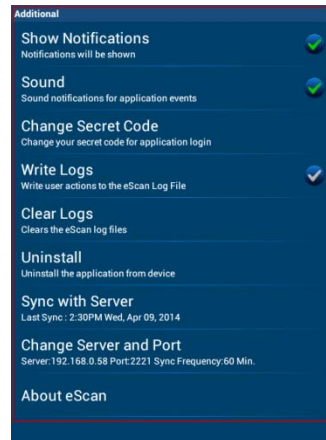 Additional
Show Notifications
Notifications will be shown
Sound
Sound notifications for application events
Change Secret Code
Change your secret code for application login
Write Logs
Write user actions to the eScan Log File
Clear Logs
Clears the eScan log files
Uninstall
Uninstall the application from device
Sync with Server
Last Sync : 2:30PM Wed, Apr 09, 2014
Change Server and Port
Server:192.168.0.58 Port:2221 Sync Frequency:60 Min.
About eScan